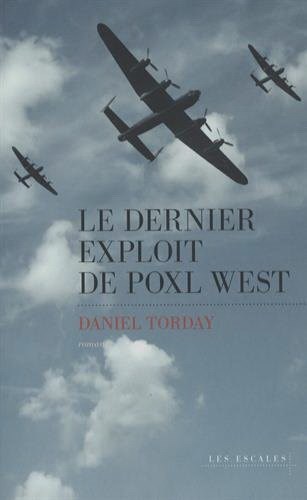 LE DERNIER
EXPLOIT
DE POXL WEST
DANIEL TORDAY
roman
LES ESCALES